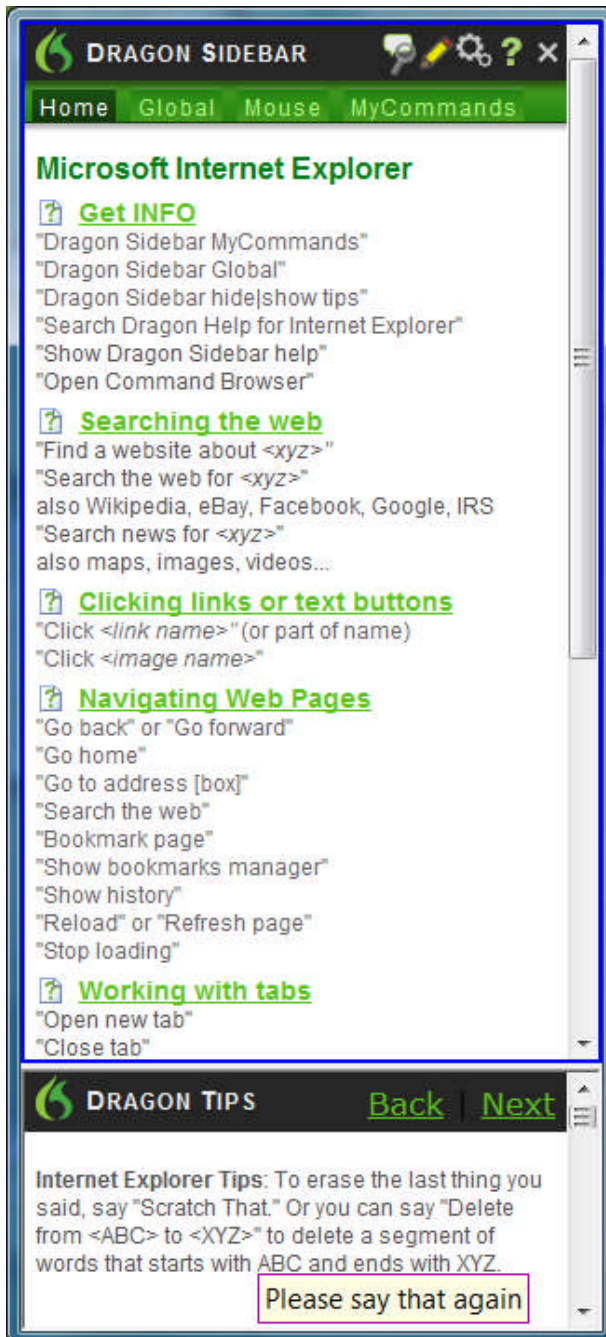 DRAGON SIDEBAR
Home Global Mouse MyCommands
Microsoft Internet Explorer
Get INFO
"Dragon Sidebar MyCommands"
"Dragon Sidebar Global"
"Dragon Sidebar hide|show tips"
"Search Dragon Help for Internet Explorer"
"Show Dragon Sidebar help"
"Open Command Browser"
Searching the web
"Find a website about <xyz>"
"Search the web for <xyz>"
also Wikipedia, eBay, Facebook, Google, IRS
"Search news for <xyz>"
also maps, images, videos...
Clicking links or text buttons
"Click <link name>" (or part of name)
"Click <image name>"
Navigating Web Pages
"Go back" or "Go forward"
"Go home"
"Go to address [box]"
"Search the web"
"Bookmark page"
"Show bookmarks manager"
"Show history"
"Reload" or "Refresh page"
"Stop loading"
Working with tabs
"Open new tab"
"Close tab"
DRAGON TIPS Back | Next
Internet Explorer Tips: To erase the last thing you
said, say "Scratch That." Or you can say "Delete
from <ABC> to <XYZ>" to delete a segment of
words that starts with ABC and ends with XYZ.
Please say that again